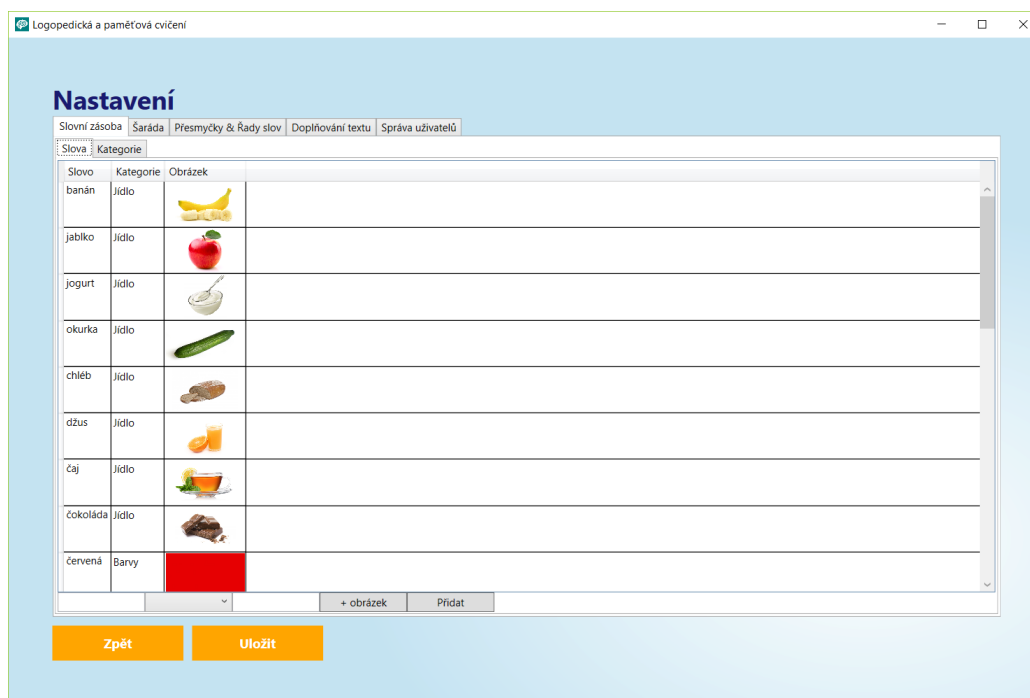 Logopedická a paměťová cvičení
Nastavení
Slovní zásoba Šaráda Přesmyčky & Řady slov Doplňování textu Správa uživatelů
Slova Kategorie
Slovo Kategorie Obrázek
banán Jídlo
jablko Jídlo
jogurt Jídlo
okurka Jídlo
chléb Jídlo
džus Jídlo
čaj Jídlo
čokoláda Jídlo
červená Barvy
+ obrázek Přidat
Zpět Uložit